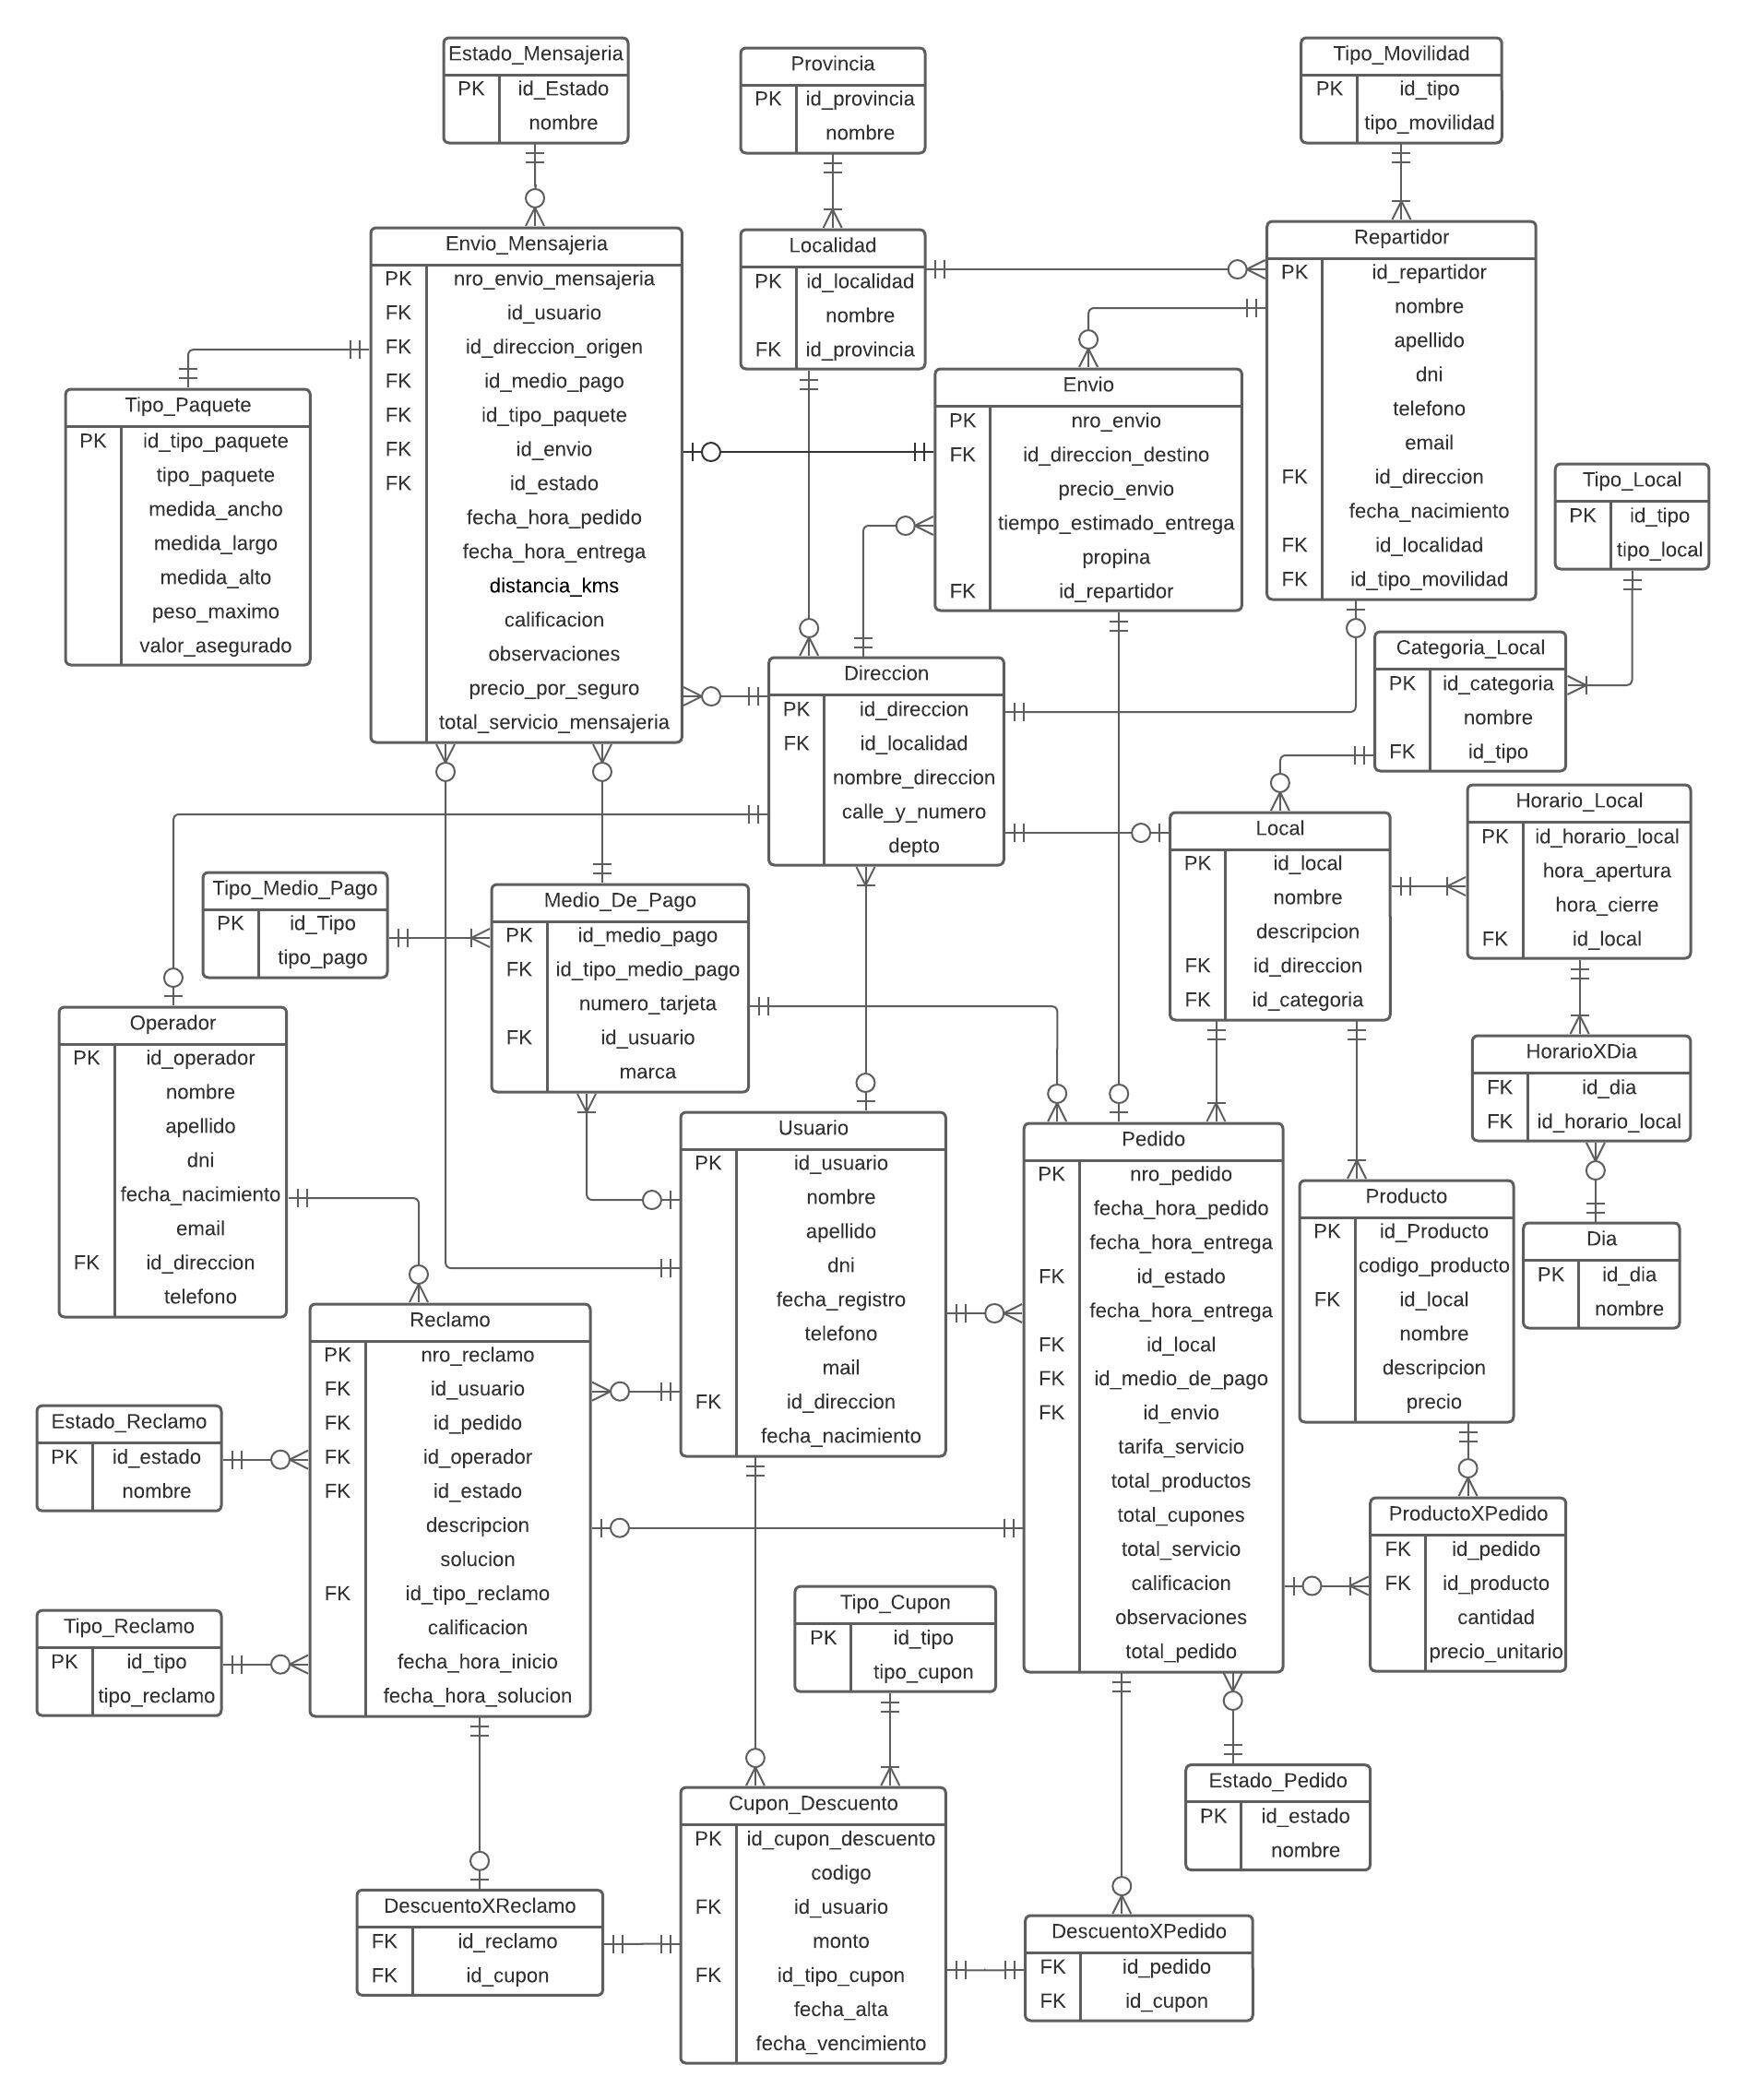 Estado_Mensajeria
PK id_Estado
nombre
Provincia
PK id_provincia
nombre
Tipo_Movilidad
PK id_tipo
tipo_movilidad
Envio_Mensajeria
PK nro_envio_mensajeria
FK id_usuario
FK id_direccion_origen
FK id_medio_pago
FK id_tipo_paquete
FK id_envio
FK id_estado
fecha_hora_pedido
fecha_hora_entrega
distancia_kms
calificacion
observaciones
precio_por_seguro
total_servicio_mensajeria
Localidad
PK id_localidad
nombre
FK id_provincia
Repartidor
PK id_repartidor
nombre
apellido
dni
telefono
email
FK id_direccion
fecha_nacimiento
FK id_localidad
FK id_tipo_movilidad
Tipo_Paquete
PK id_tipo_paquete
tipo_paquete
medida_ancho
medida_largo
medida_alto
peso_maximo
valor_asegurado
Envio
PK nro_envio
FK id_direccion_destino
precio_envio
tiempo_estimado_entrega
propina
FK id_repartidor
Tipo_Local
PK id_tipo
tipo_local
Categoria_Local
PK id_categoria
nombre
FK id_tipo
Direccion
PK id_direccion
FK id_localidad
nombre_direccion
calle_y_numero
depto
Local
PK id_local
nombre
descripcion
FK id_direccion
FK id_categoria
Horario_Local
PK id_horario_local
hora_apertura
hora_cierre
FK id_local
Tipo_Medio_Pago
PK id_Tipo
tipo_pago
Medio_De_Pago
PK id_medio_pago
FK id_tipo_medio_pago
numero_tarjeta
FK id_usuario
marca
Operador
PK id_operador
nombre
apellido
dni
fecha_nacimiento
email
FK id_direccion
telefono
HorarioXDia
FK id_dia
FK id_horario_local
Usuario
PK id_usuario
nombre
apellido
dni
fecha_registro
telefono
mail
FK id_direccion
fecha_nacimiento
Pedido
PK nro_pedido
fecha_hora_pedido
fecha_hora_entrega
FK id_estado
fecha_hora_entrega
FK id_local
FK id_medio_de_pago
FK id_envio
tarifa_servicio
total_productos
total_cupones
total_servicio
calificacion
observaciones
total_pedido
Producto
PK id_Producto
codigo_producto
FK id_local
nombre
descripcion
precio
Dia
PK id_dia
nombre
Reclamo
PK nro_reclamo
FK id_usuario
FK id_pedido
FK id_operador
FK id_estado
descripcion
solucion
FK id_tipo_reclamo
calificacion
fecha_hora_inicio
fecha_hora_solucion
Estado_Reclamo
PK id_estado
nombre
Tipo_Reclamo
PK id_tipo
tipo_reclamo
ProductoXPedido
FK id_pedido
FK id_producto
cantidad
precio_unitario
Tipo_Cupon
PK id_tipo
tipo_cupon
Estado_Pedido
PK id_estado
nombre
Cupon_Descuento
PK id_cupon_descuento
codigo
FK id_usuario
monto
FK id_tipo_cupon
fecha_alta
fecha_vencimiento
DescuentoXReclamo
FK id_reclamo
FK id_cupon
DescuentoXPedido
FK id_pedido
FK id_cupon